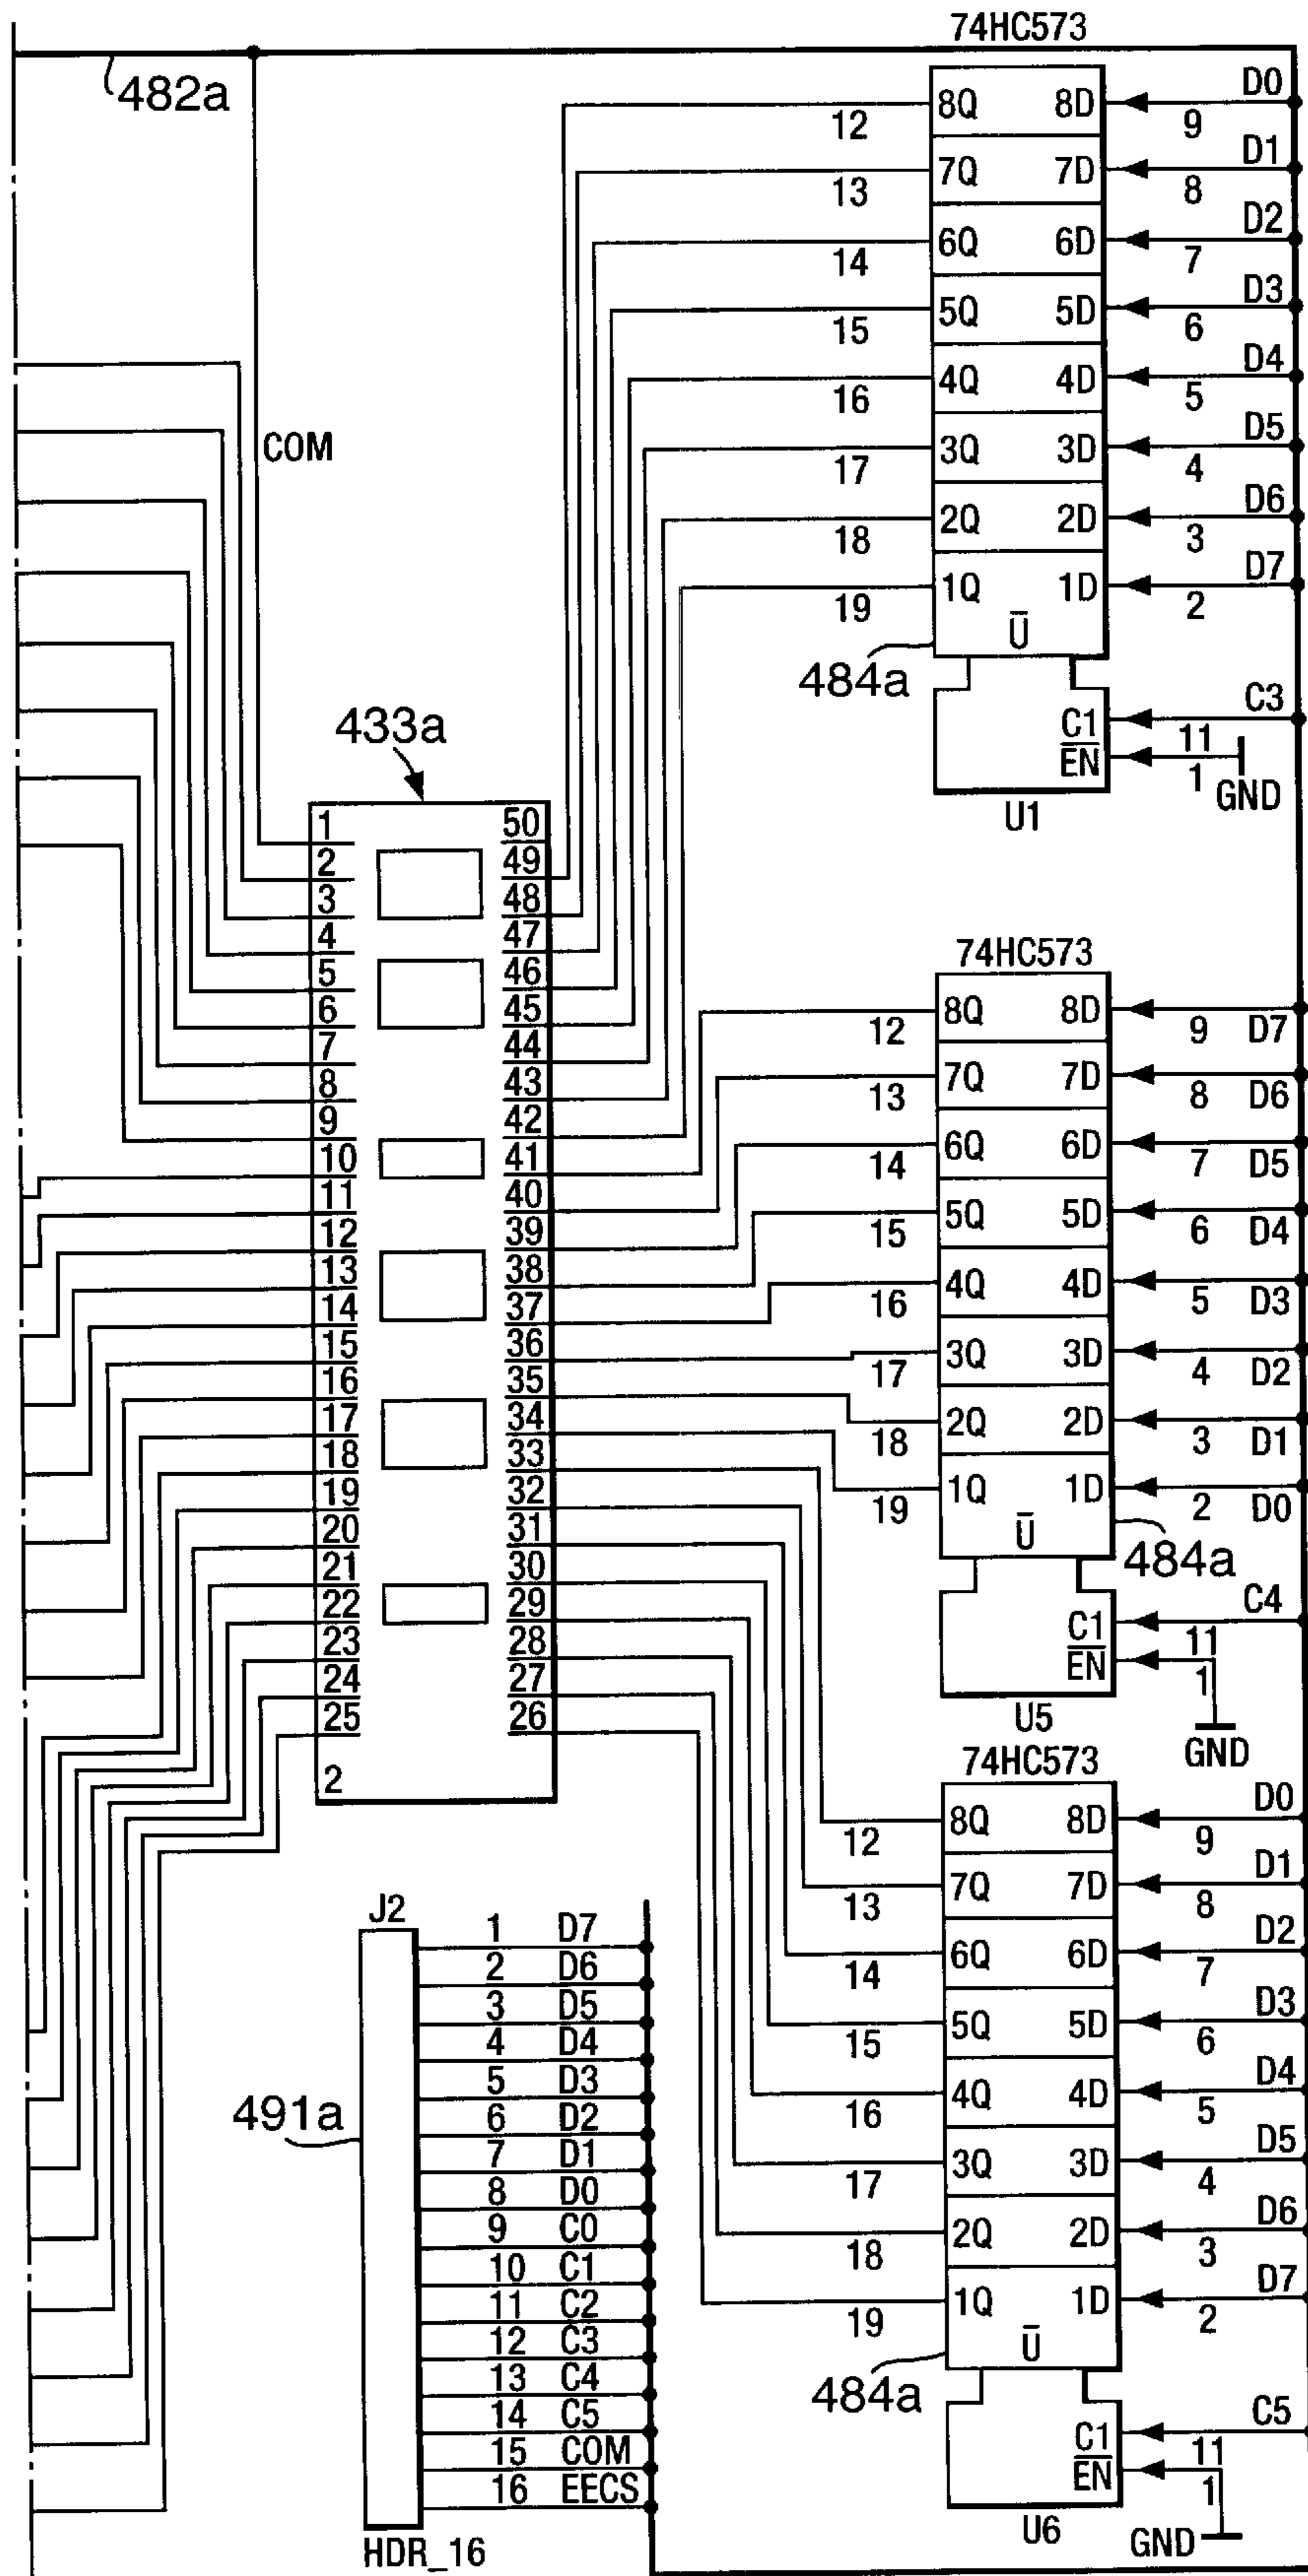 74HC573
482a
8Q 8D
12
9 D0
7Q 7D
13
8 D1
6Q 6D
14
7 D2
5Q 5D
15
6 D3
4Q 4D
16
5 D4
3Q 3D
17
4 D5
2Q 2D
18
3 D6
1Q 1D
19
2 D7
U
484a
COM
C1
11 C3
EN
1
GND
U1
433a
1 50
2 49
3 48
4 47
5 46
6 45
7 44
8 43
9 42
10 41
11 40
12 39
13 38
14 37
15 36
16 35
17 34
18 33
19 32
20 31
21 30
22 29
23 28
24 27
25 26
2
74HC573
8Q 8D
12
9 D7
7Q 7D
13
8 D6
6Q 6D
14
7 D5
5Q 5D
15
6 D4
4Q 4D
16
5 D3
3Q 3D
17
4 D2
2Q 2D
18
3 D1
1Q 1D
19
2 D0
U
484a
C1
11 C4
EN
1
GND
U5
74HC573
8Q 8D
12
9 D0
7Q 7D
13
8 D1
6Q 6D
14
7 D2
5Q 5D
15
6 D3
4Q 4D
16
5 D4
3Q 3D
17
4 D5
2Q 2D
18
3 D6
1Q 1D
19
2 D7
U
484a
C1
11 C5
EN
1
GND
U6
J2
1 D7
2 D6
3 D5
4 D4
5 D3
6 D2
7 D1
8 D0
9 C0
10 C1
11 C2
12 C3
13 C4
14 C5
15 COM
16 EECS
491a
HDR_16